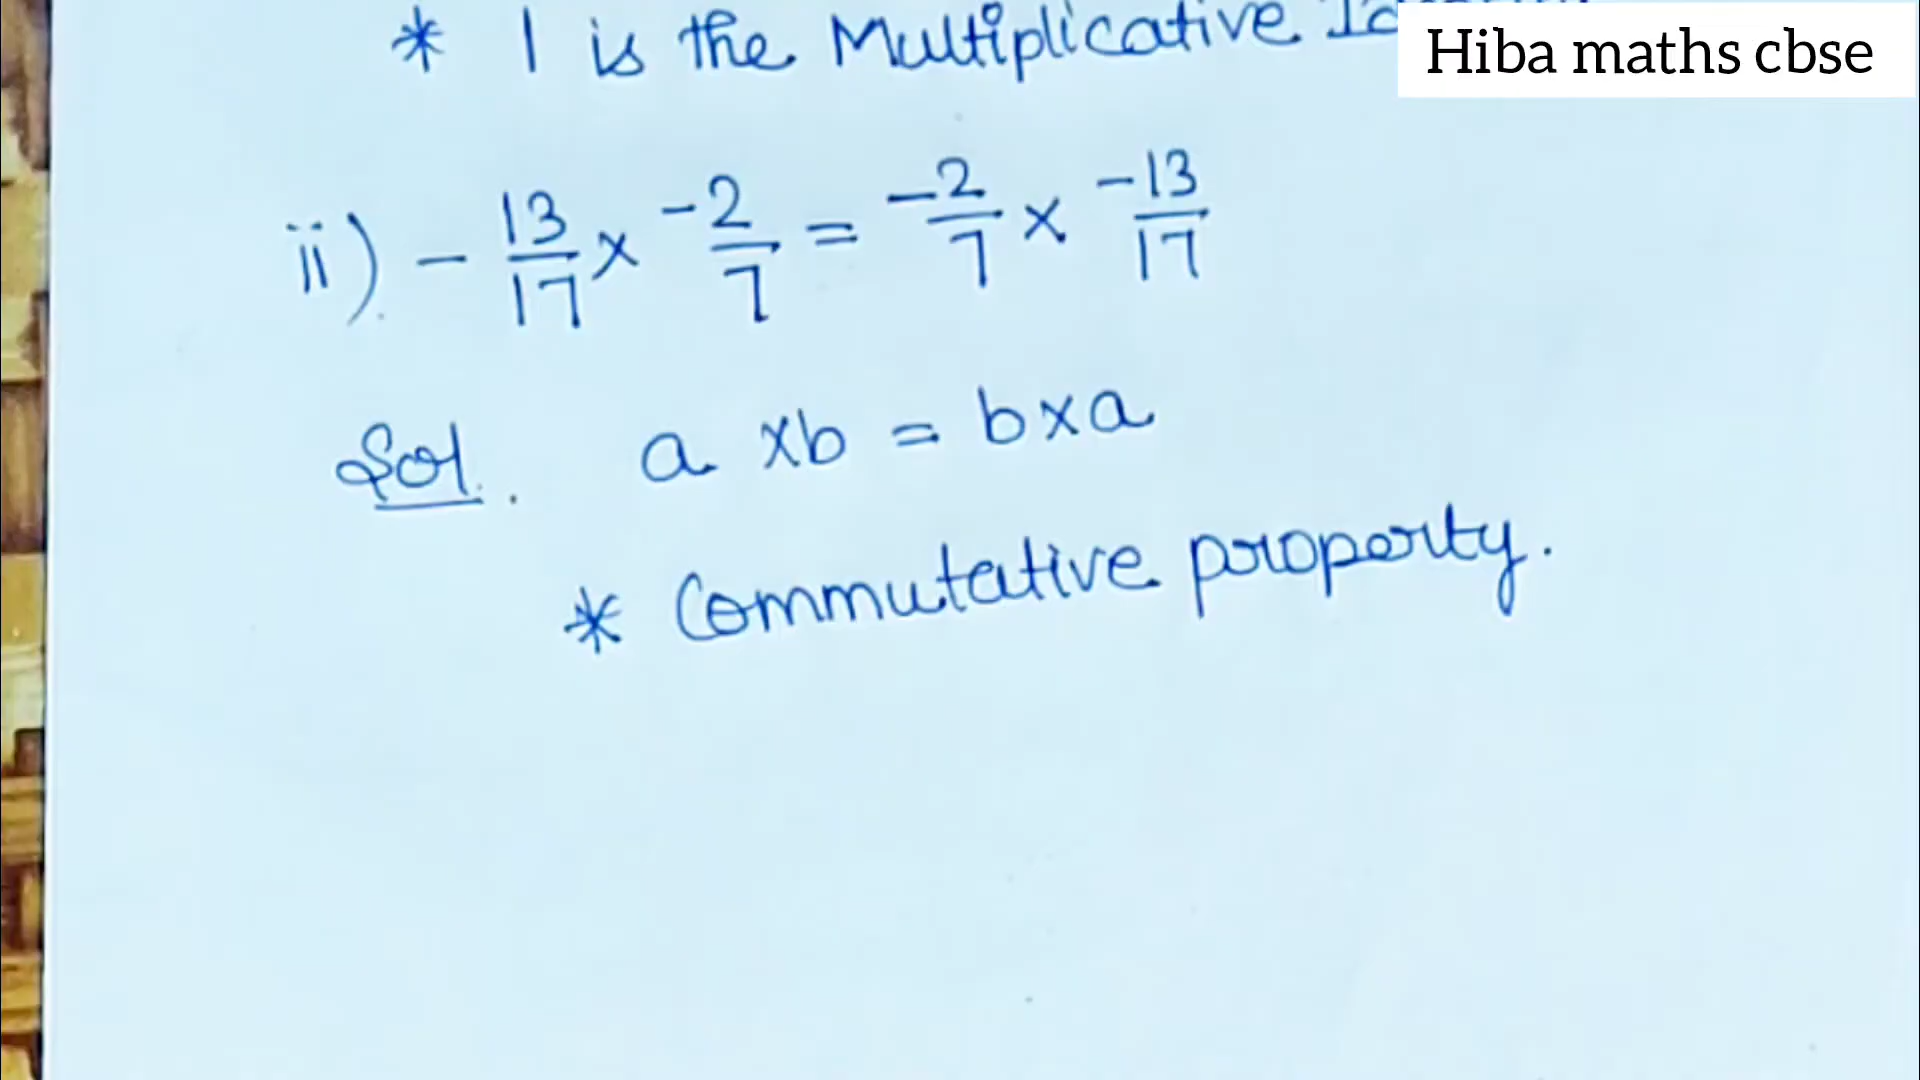 * 1 is the Multiplicative
Hiba maths cbse
ii) - 13/17 x -2/7 = -2/7 x -13/17
Sol. a x b = b x a
* Commutative property.